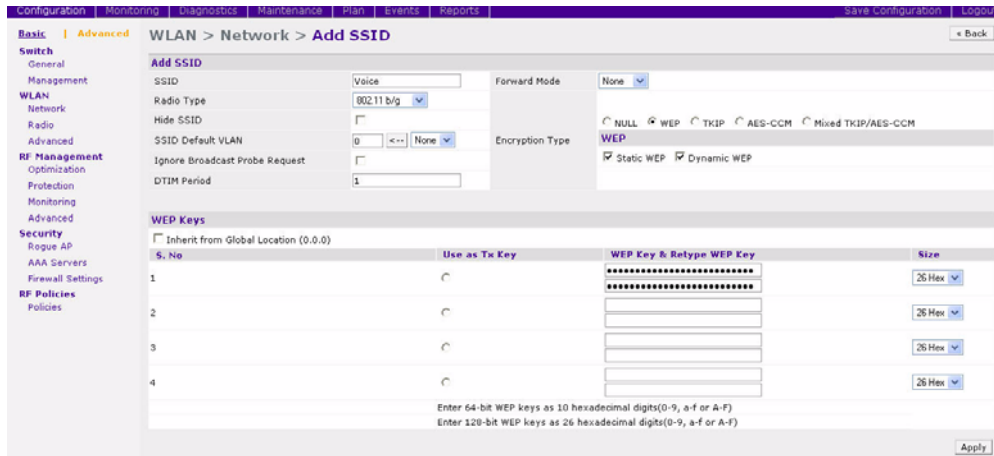 Configuration | Monitoring | Diagnostics | Maintenance | Plan | Events | Reports | Save Configuration | Logou
Basic | Advanced
WLAN > Network > Add SSID
« Back
Switch
General
Management
WLAN
Network
Radio
Advanced
RF Management
Optimization
Protection
Monitoring
Advanced
Security
Rogue AP
AAA Servers
Firewall Settings
RF Policies
Policies
Add SSID
SSID Voice Forward Mode None
Radio Type 802.11 b/g
Hide SSID
SSID Default VLAN 0 <-- None
Ignore Broadcast Probe Request
DTIM Period 1
Encryption Type NULL WEP TKIP AES-CCM Mixed TKIP/AES-CCM
WEP
Static WEP Dynamic WEP
WEP Keys
Inherit from Global Location (0.0.0)
S. No Use as Tx Key WEP Key & Retype WEP Key Size
1 26 Hex
2 26 Hex
3 26 Hex
4 26 Hex
Enter 64-bit WEP keys as 10 hexadecimal digits(0-9, a-f or A-F)
Enter 128-bit WEP keys as 26 hexadecimal digits(0-9, a-f or A-F)
Apply